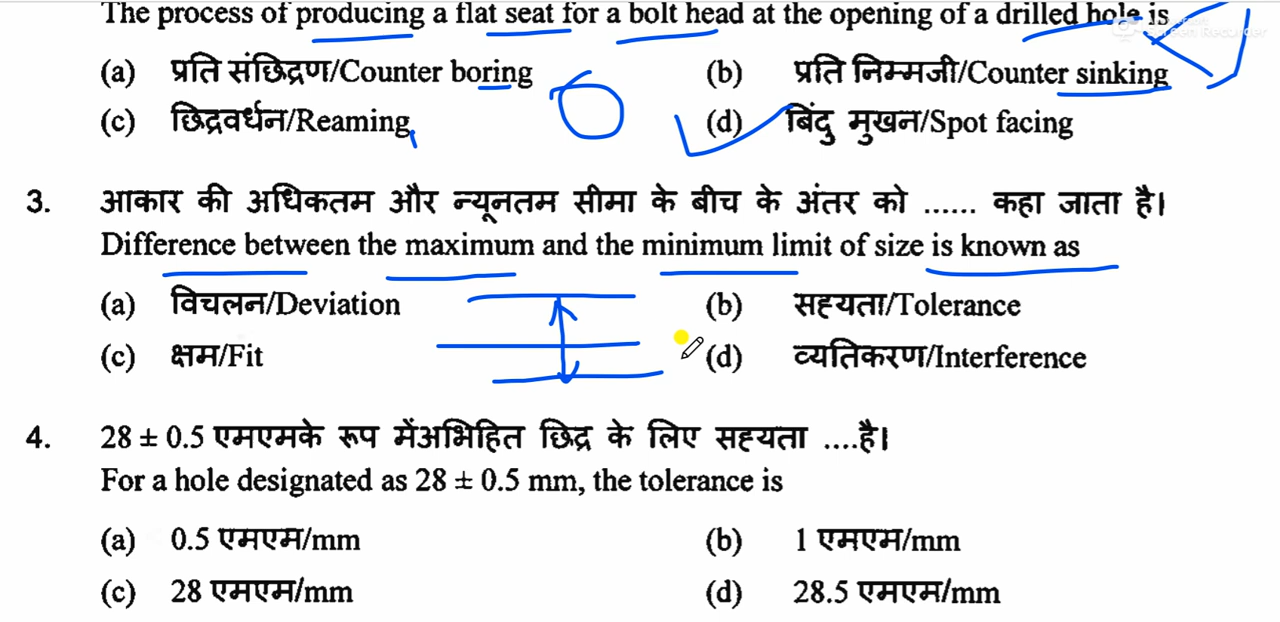 The process of producing a flat seat for a bolt head at the opening of a drilled hole is
(a) प्रति संछिद्रण/Counter boring (b) प्रति निम्मजी/Counter sinking
(c) छिद्रवर्धन/Reaming (d) बिंदु मुखन/Spot facing
3. आकार की अधिकतम और न्यूनतम सीमा के बीच के अंतर को ...... कहा जाता है।
Difference between the maximum and the minimum limit of size is known as
(a) विचलन/Deviation (b) सह्यता/Tolerance
(c) क्षम/Fit (d) व्यतिकरण/Interference
4. 28 ± 0.5 एमएमके रूप मेंअभिहित छिद्र के लिए सह्यता ....है।
For a hole designated as 28 ± 0.5 mm, the tolerance is
(a) 0.5 एमएम/mm (b) 1 एमएम/mm
(c) 28 एमएम/mm (d) 28.5 एमएम/mm